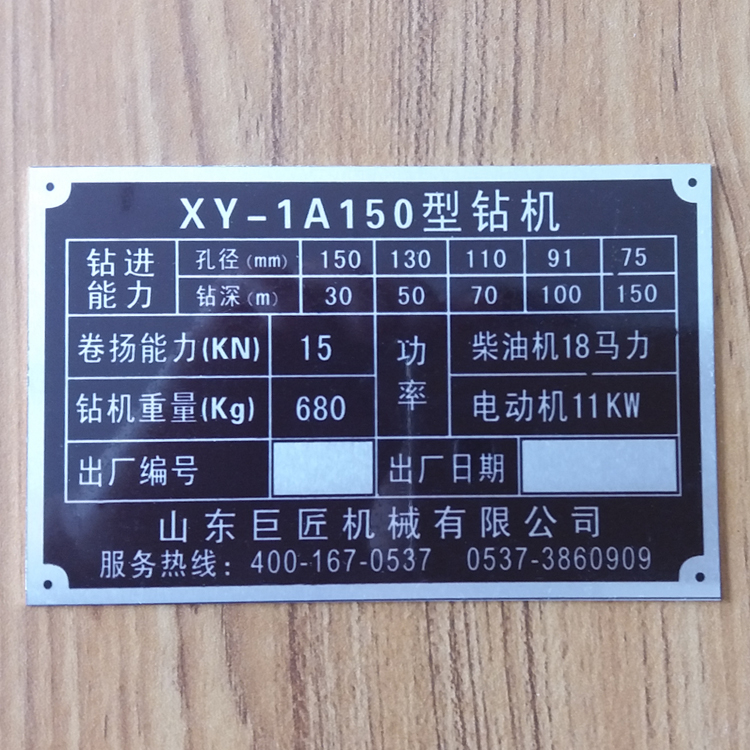 XY-1A150型钻机
钻进能力 孔径(mm) 150 130 110 91 75
钻深(m) 30 50 70 100 150
卷扬能力(KN) 15 功率 柴油机18马力
钻机重量(Kg) 680 电动机11KW
出厂编号 出厂日期
山东巨匠机械有限公司
服务热线：400-167-0537 0537-3860909